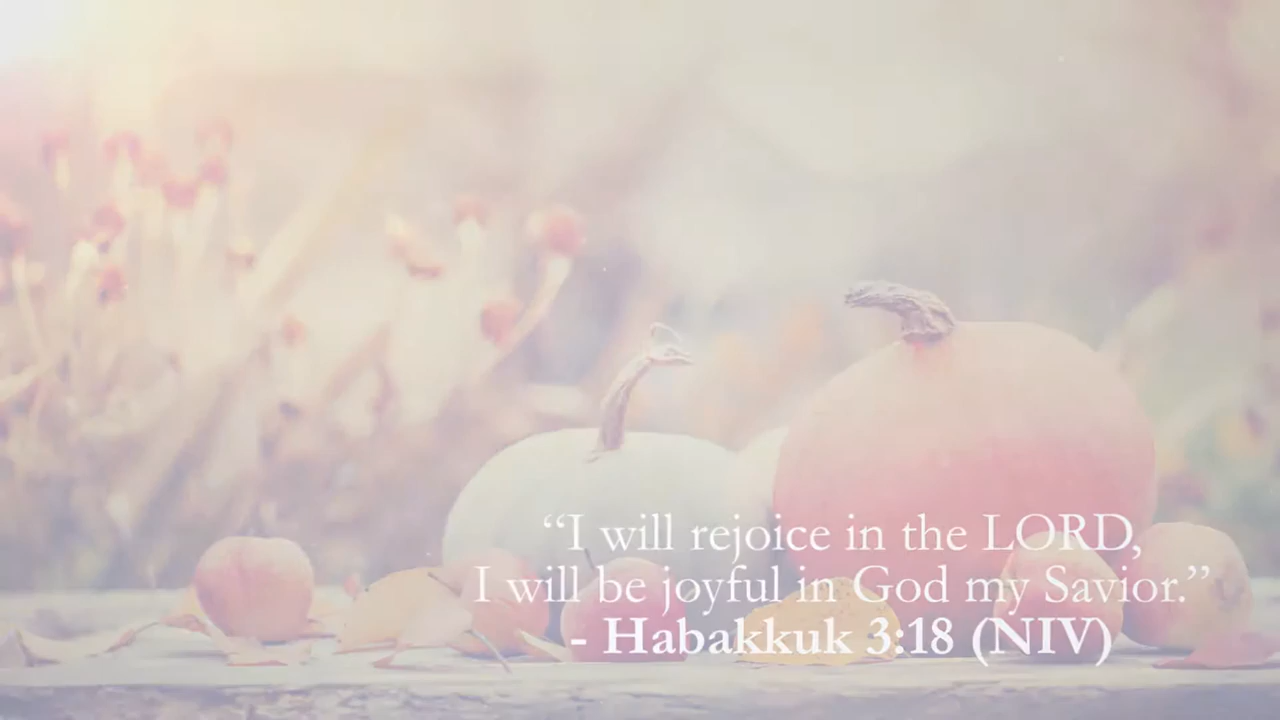 “I will rejoice in the LORD,
I will be joyful in God my Savior.”
- Habakkuk 3:18 (NIV)